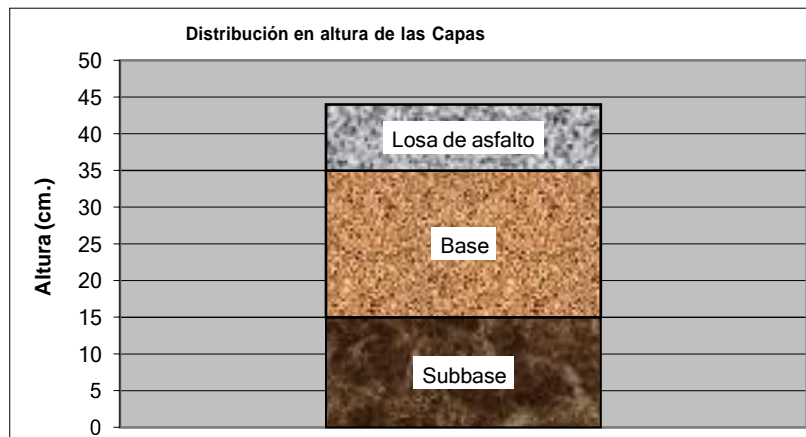 Distribución en altura de las Capas
50
45
40
35
30
25
20
15
10
5
0
Altura (cm.)
Losa de asfalto
Base
Subbase